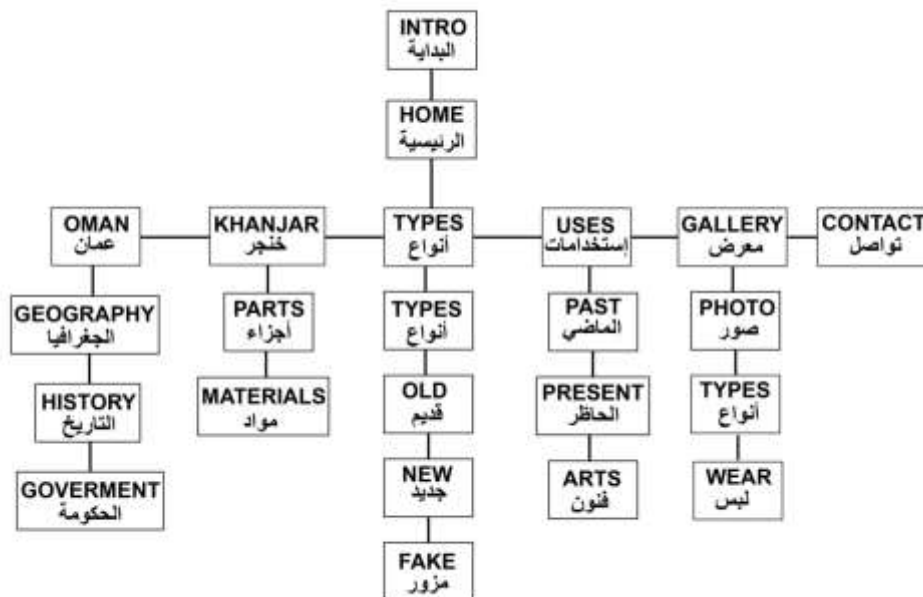 INTRO
البداية
HOME
الرئيسية
OMAN
عمان
KHANJAR
خنجر
TYPES
أنواع
USES
إستخدامات
GALLERY
معرض
CONTACT
تواصل
GEOGRAPHY
الجغرافيا
PARTS
أجزاء
TYPES
أنواع
PAST
الماضي
PHOTO
صور
HISTORY
التاريخ
MATERIALS
مواد
OLD
قديم
PRESENT
الحاظر
TYPES
أنواع
GOVERMENT
الحكومة
NEW
جديد
ARTS
فنون
WEAR
لبس
FAKE
مزور